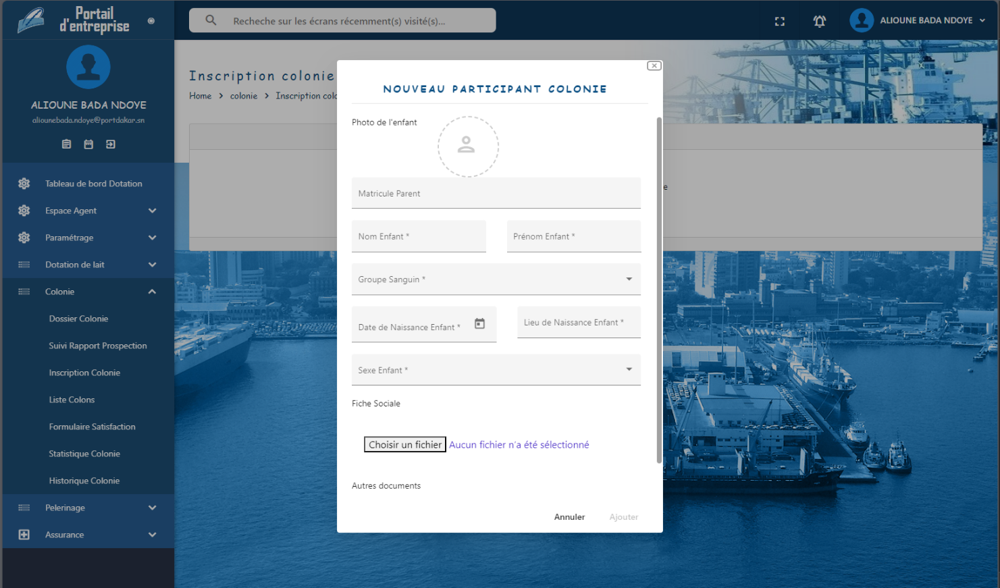 Portail
d'entreprise
Recheche sur les écrans récemment(s) visité(s)...
ALIOUNE BADA NDOYE
ALIOUNE BADA NDOYE
aliounebada.ndoye@portdakar.sn
Tableau de bord Dotation
Espace Agent
Paramétrage
Dotation de lait
Colonie
Dossier Colonie
Suivi Rapport Prospection
Inscription Colonie
Liste Colons
Formulaire Satisfaction
Statistique Colonie
Historique Colonie
Pelerinage
Assurance
Inscription colonie
Home > colonie > Inscription colo
e
NOUVEAU PARTICIPANT COLONIE
Photo de l'enfant
Matricule Parent
Nom Enfant * Prénom Enfant *
Groupe Sanguin *
Date de Naissance Enfant * Lieu de Naissance Enfant *
Sexe Enfant *
Fiche Sociale
Choisir un fichier Aucun fichier n'a été sélectionné
Autres documents
Annuler Ajouter